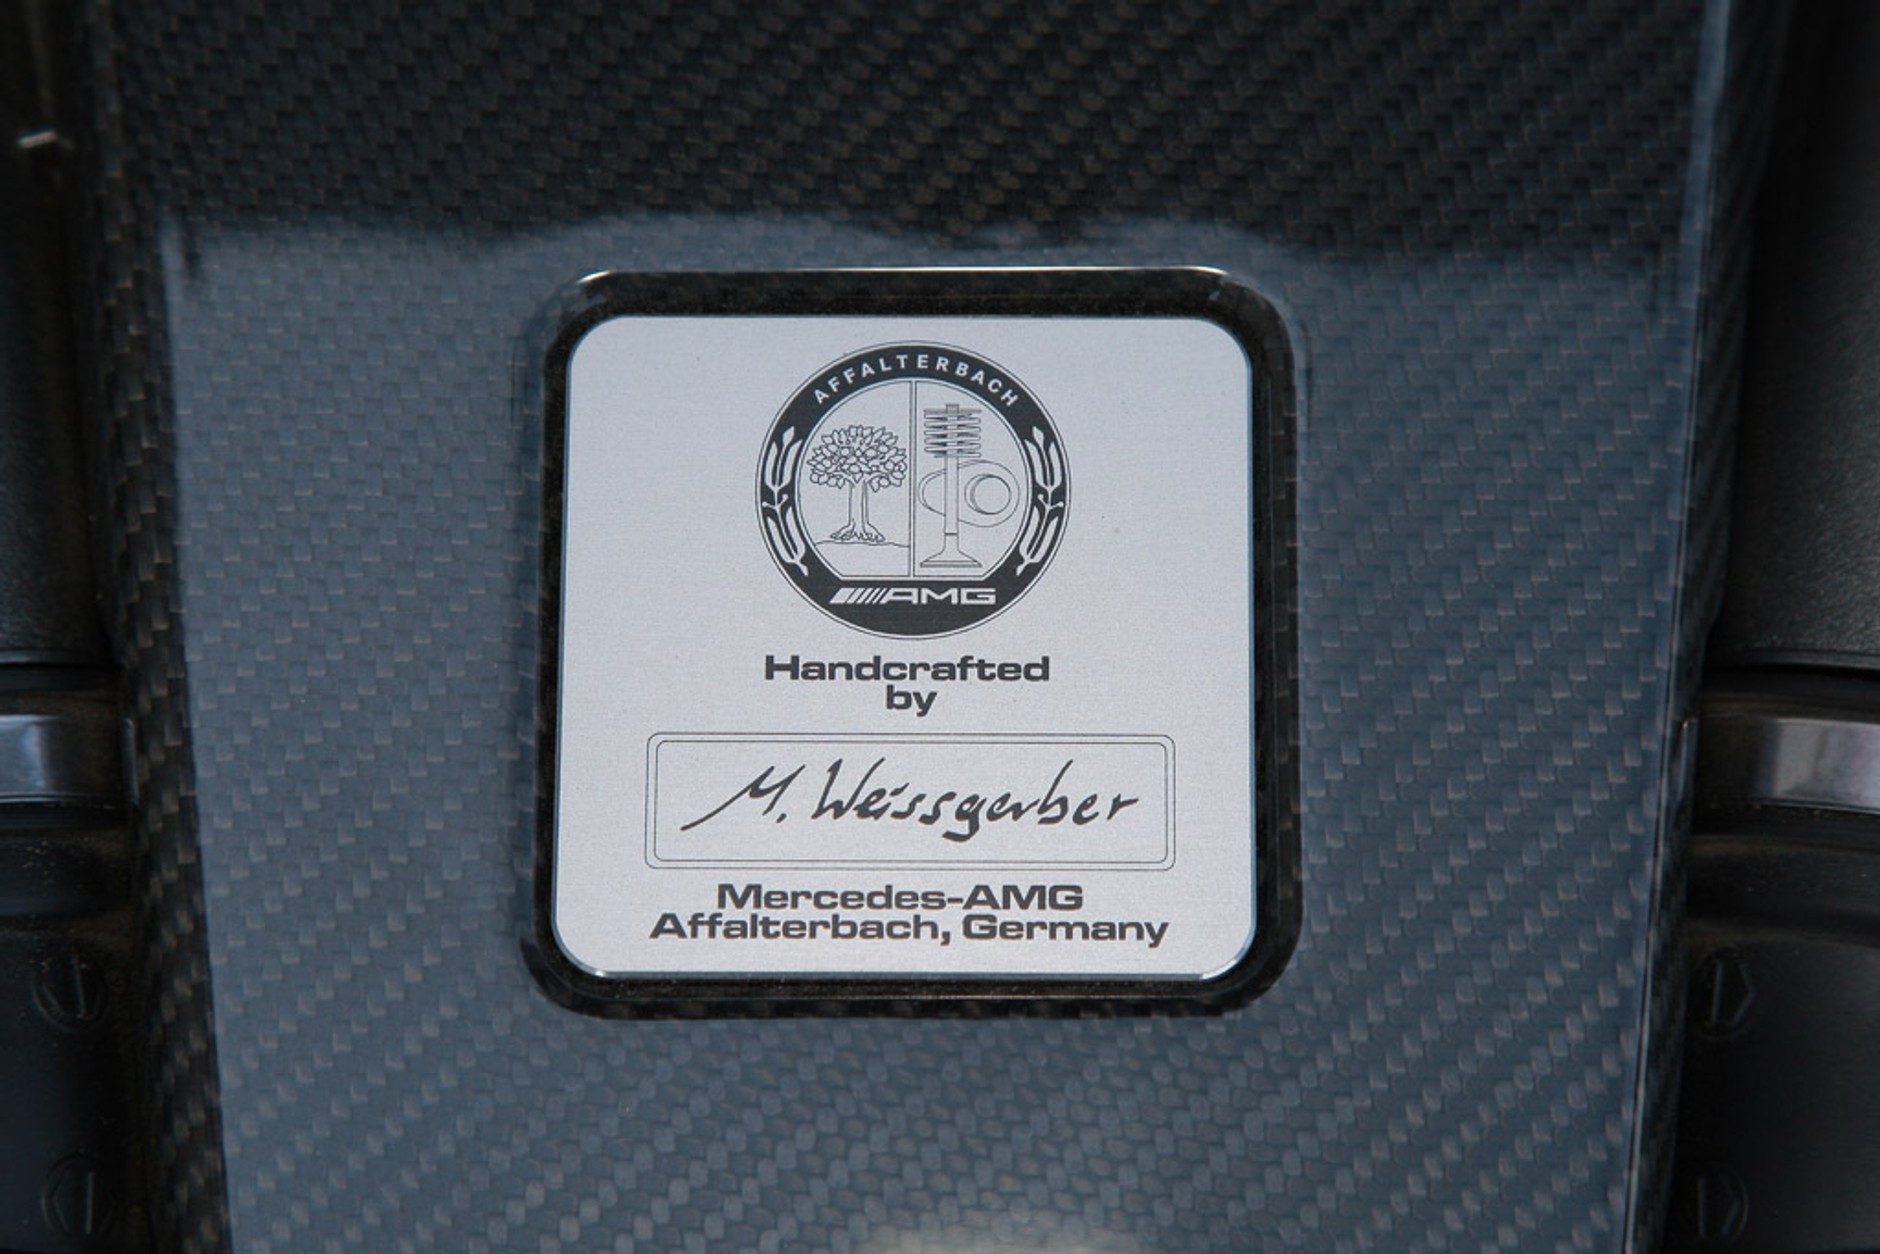 AFFALTERBACH
AMG
Handcrafted
by
M. Weissgerber
Mercedes-AMG
Affalterbach, Germany